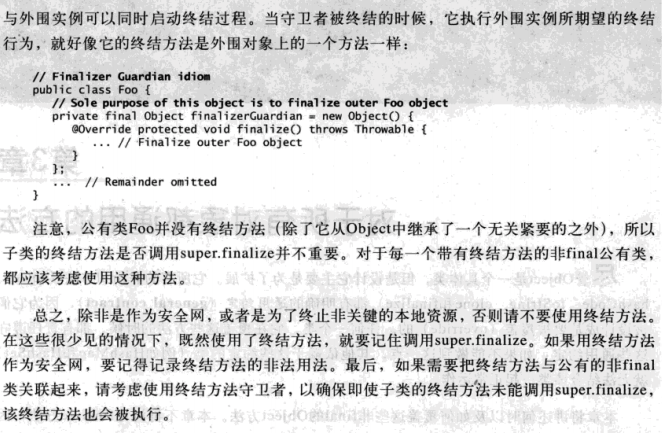 与外围实例可以同时启动终结过程。当守卫者被终结的时候，它执行外围实例所期望的终结
行为，就好像它的终结方法是外围对象上的一个方法一样：
// Finalizer Guardian idiom
public class Foo {
// Sole purpose of this object is to finalize outer Foo object
private final Object finalizerGuardian = new Object() {
@Override protected void finalize() throws Throwable {
... // Finalize outer Foo object
}
};
... // Remainder omitted
}
注意，公有类Foo并没有终结方法（除了它从Object中继承了一个无关紧要的之外），所以
子类的终结方法是否调用super.finalize并不重要。对于每一个带有终结方法的非final公有类，
都应该考虑使用这种方法。
总之，除非是作为安全网，或者是为了终止非关键的本地资源，否则请不要使用终结方法。
在这些很少见的情况下，既然使用了终结方法，就要记住调用super.finalize。如果用终结方法
作为安全网，要记得记录终结方法的非法用法。最后，如果需要把终结方法与公有的非final
类关联起来，请考虑使用终结方法守卫者，以确保即使子类的终结方法未能调用super.finalize，
该终结方法也会被执行。